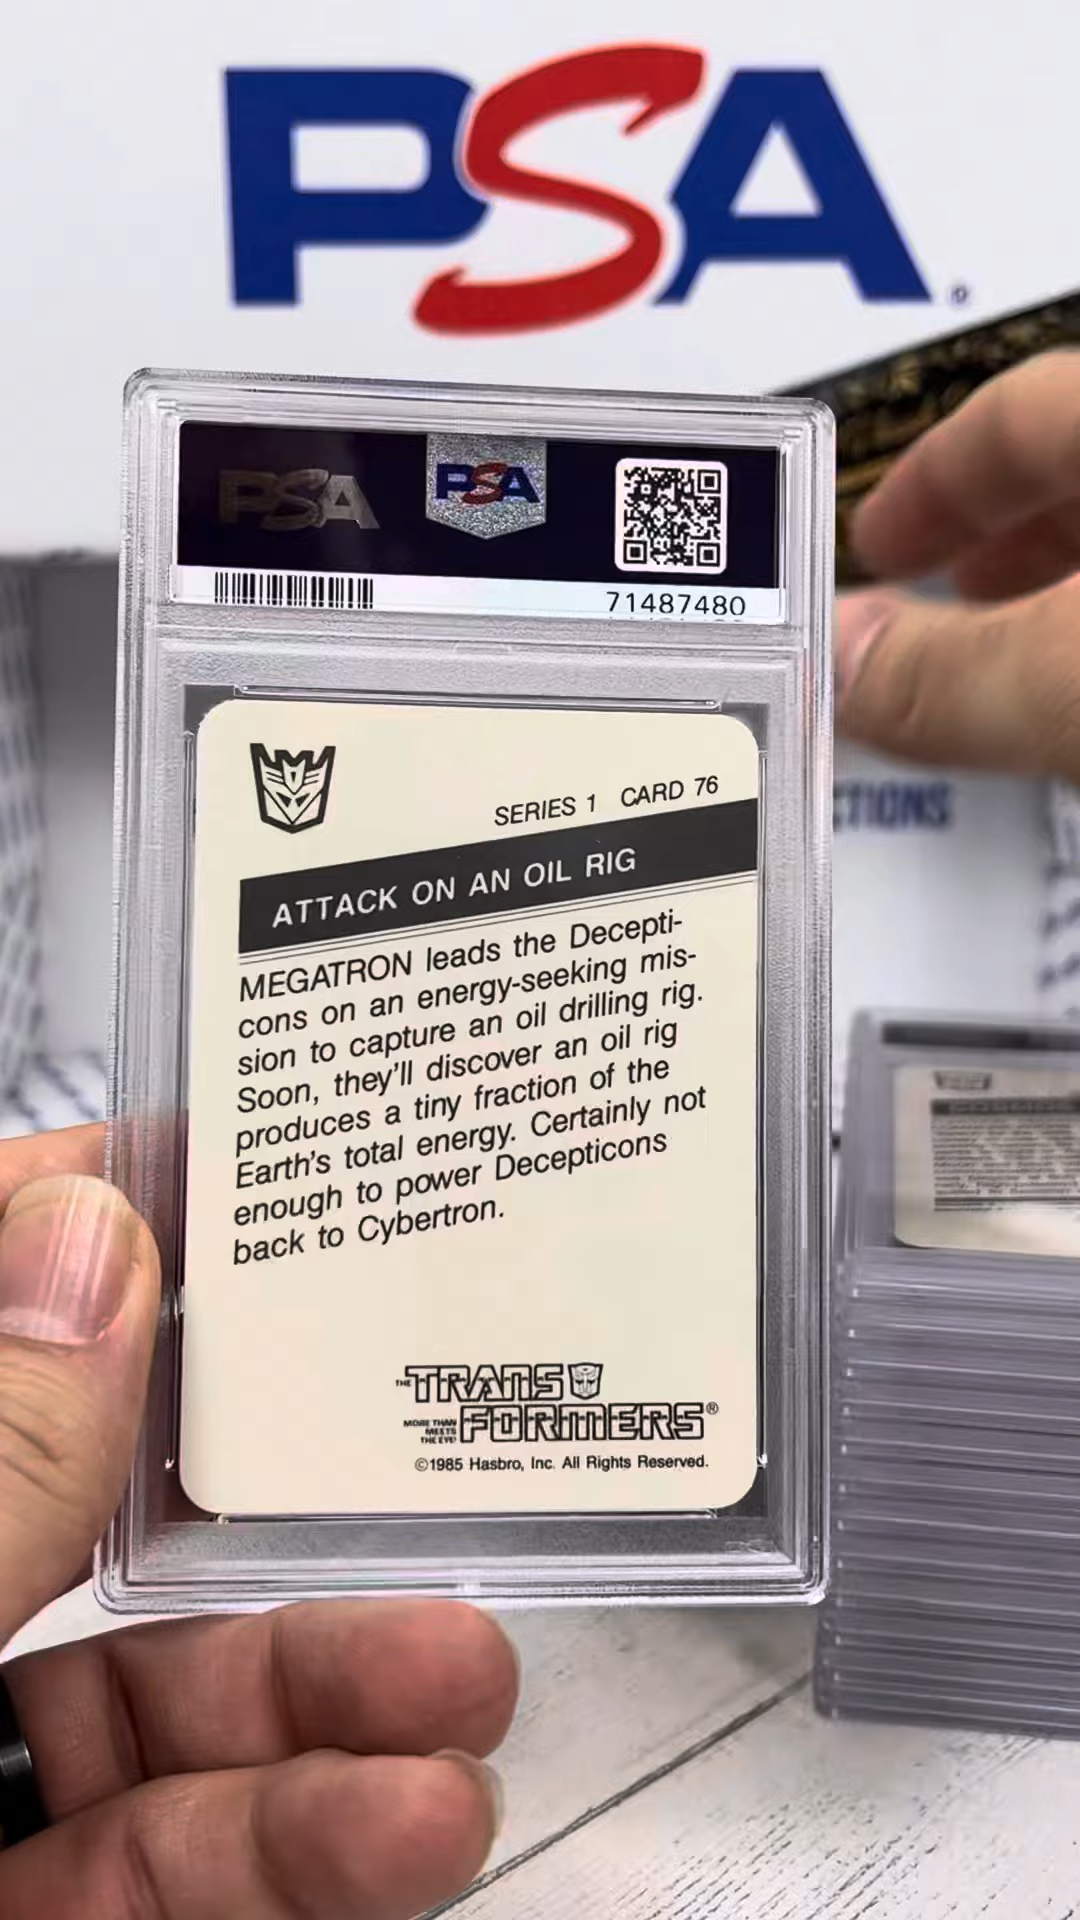 PSA
PSA
PSA
71487480
SERIES 1 CARD 76
ATTACK ON AN OIL RIG
MEGATRON leads the Decepti-
cons on an energy-seeking mis-
sion to capture an oil drilling rig.
Soon, they'll discover an oil rig
produces a tiny fraction of the
Earth's total energy. Certainly not
enough to power Decepticons
back to Cybertron.
THE TRANS
MORE THAN
MEETS
THE EYE!
FORMERS®
©1985 Hasbro, Inc. All Rights Reserved.